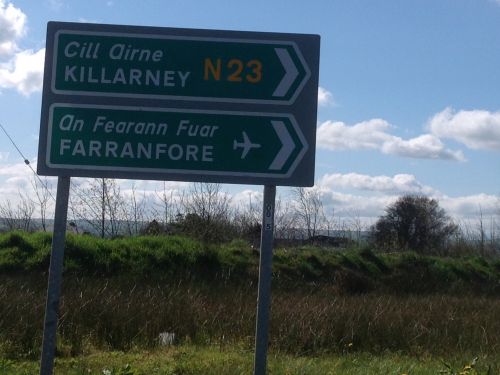 Cill Airne
KILLARNEY N23
An Fearann Fuar
FARRANFORE